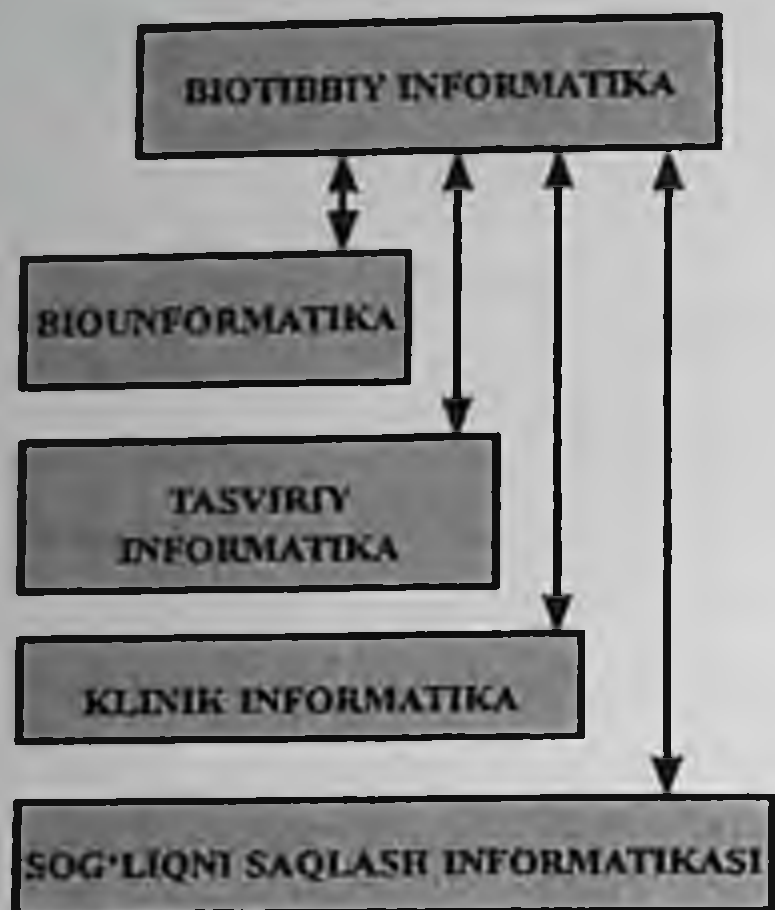 BIOTIBBIY INFORMATIKA
BIOUNFORMATIKA
TASVIRIY
INFORMATIKA
KLINIK INFORMATIKA
SOG'LIQNI SAQLASH INFORMATIKASI